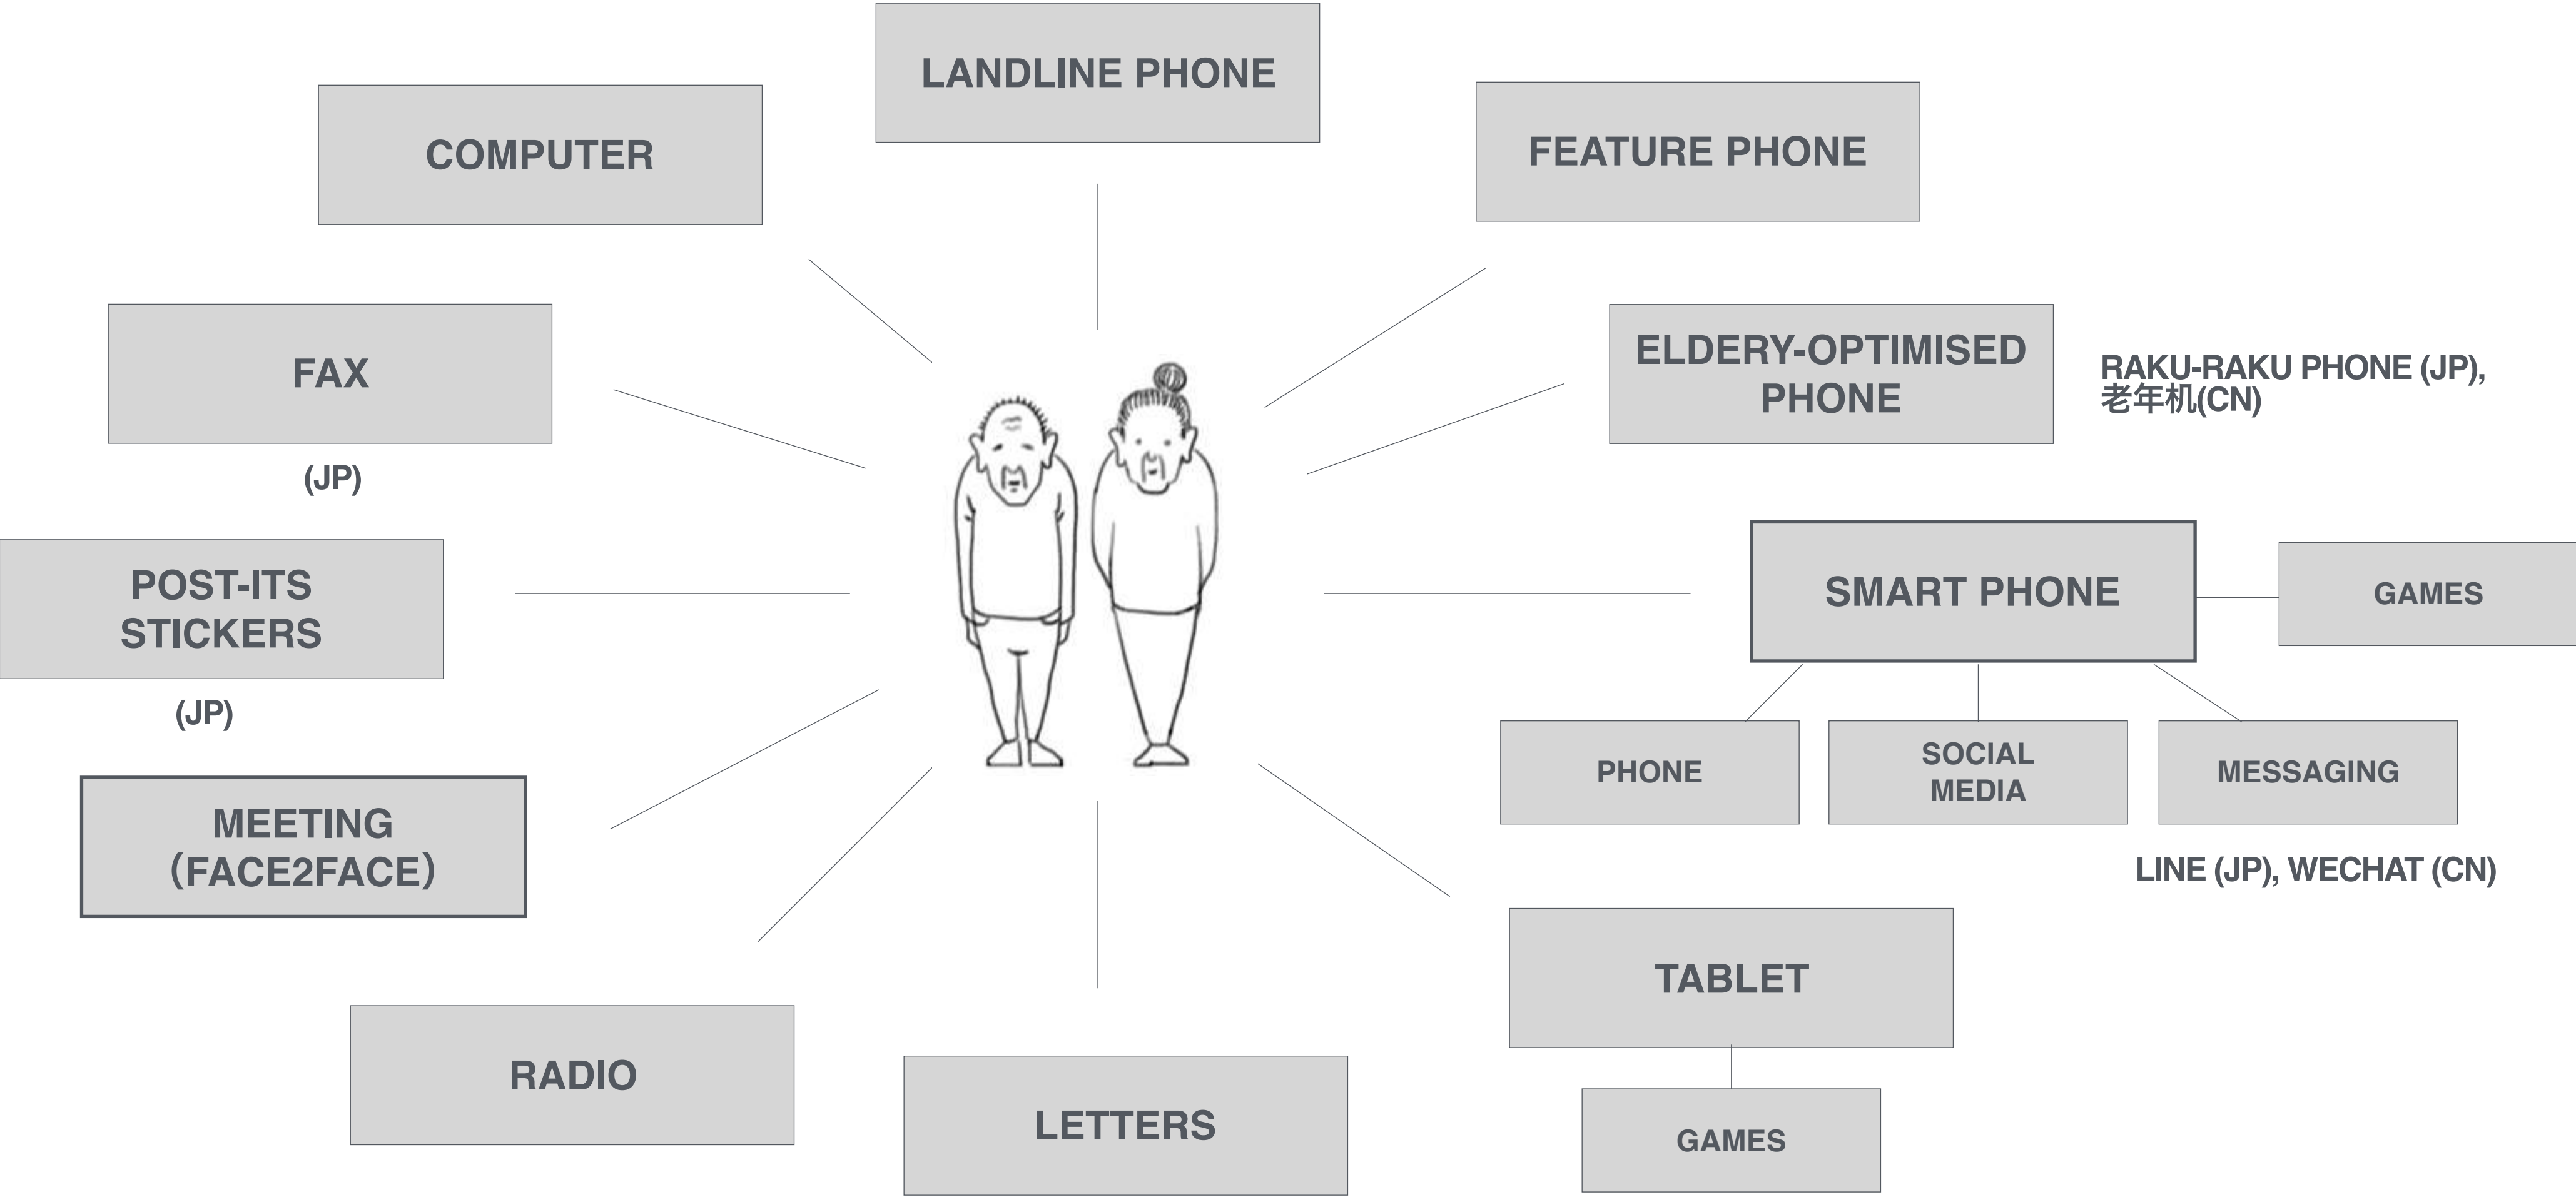 LANDLINE PHONE
COMPUTER
FEATURE PHONE
FAX
(JP)
ELDERY-OPTIMISED
PHONE
RAKU-RAKU PHONE (JP),
老年机(CN)
POST-ITS
STICKERS
(JP)
SMART PHONE
GAMES
PHONE
SOCIAL
MEDIA
MESSAGING
LINE (JP), WECHAT (CN)
MEETING
(FACE2FACE)
TABLET
GAMES
RADIO
LETTERS